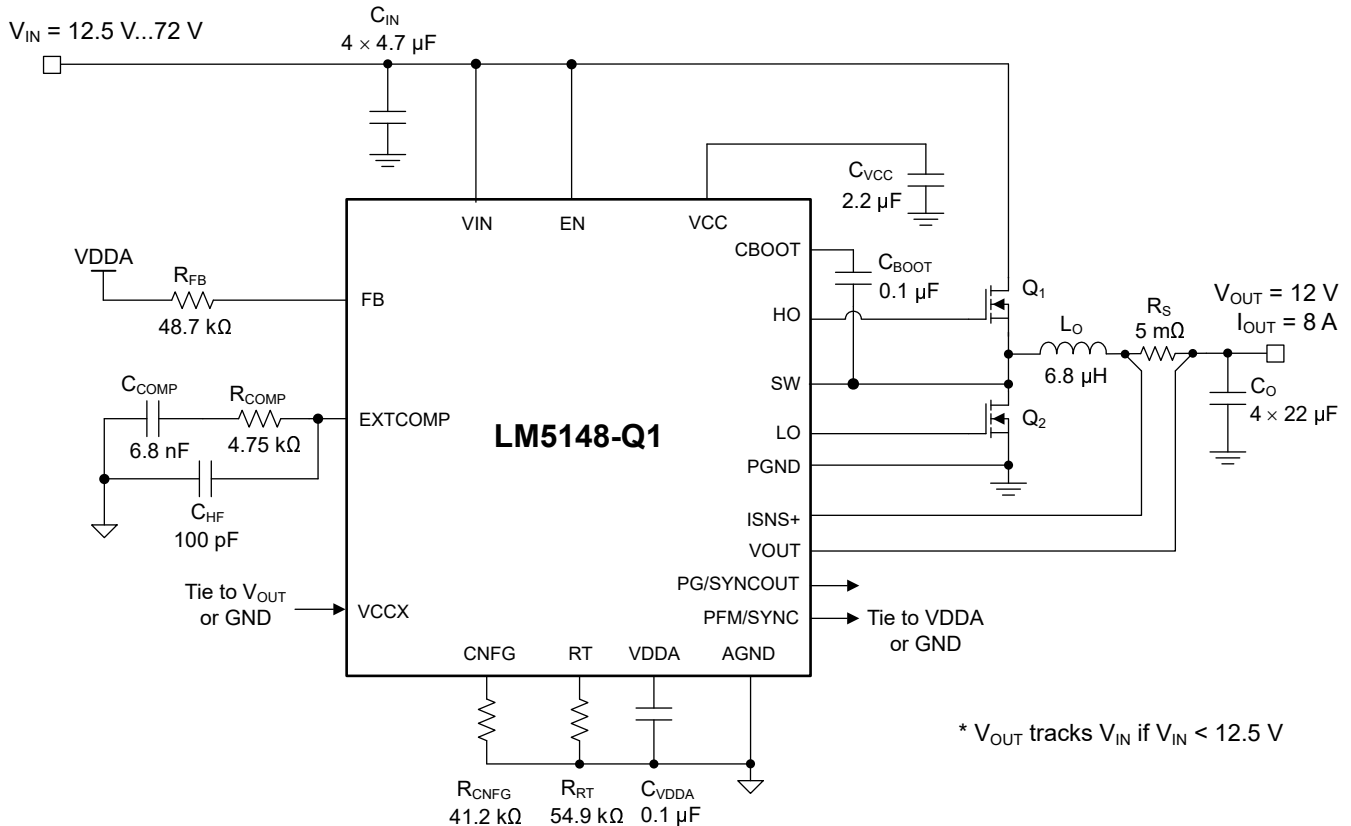 V_IN = 12.5 V...72 V
C_IN
4 × 4.7 µF
VIN
EN
VCC
C_VCC
2.2 µF
CBOOT
C_BOOT
0.1 µF
VDDA
R_FB
48.7 kΩ
FB
HO
Q_1
V_OUT = 12 V
I_OUT = 8 A
R_S
5 mΩ
L_O
6.8 µH
SW
C_O
4 × 22 µF
C_COMP
6.8 nF
R_COMP
4.75 kΩ
EXTCOMP
LM5148-Q1
LO
Q_2
PGND
C_HF
100 pF
ISNS+
VOUT
Tie to V_OUT
or GND
VCCX
PG/SYNCOUT
PFM/SYNC
Tie to VDDA
or GND
CNFG
RT
VDDA
AGND
* V_OUT tracks V_IN if V_IN < 12.5 V
R_CNFG
41.2 kΩ
R_RT
54.9 kΩ
C_VDDA
0.1 µF